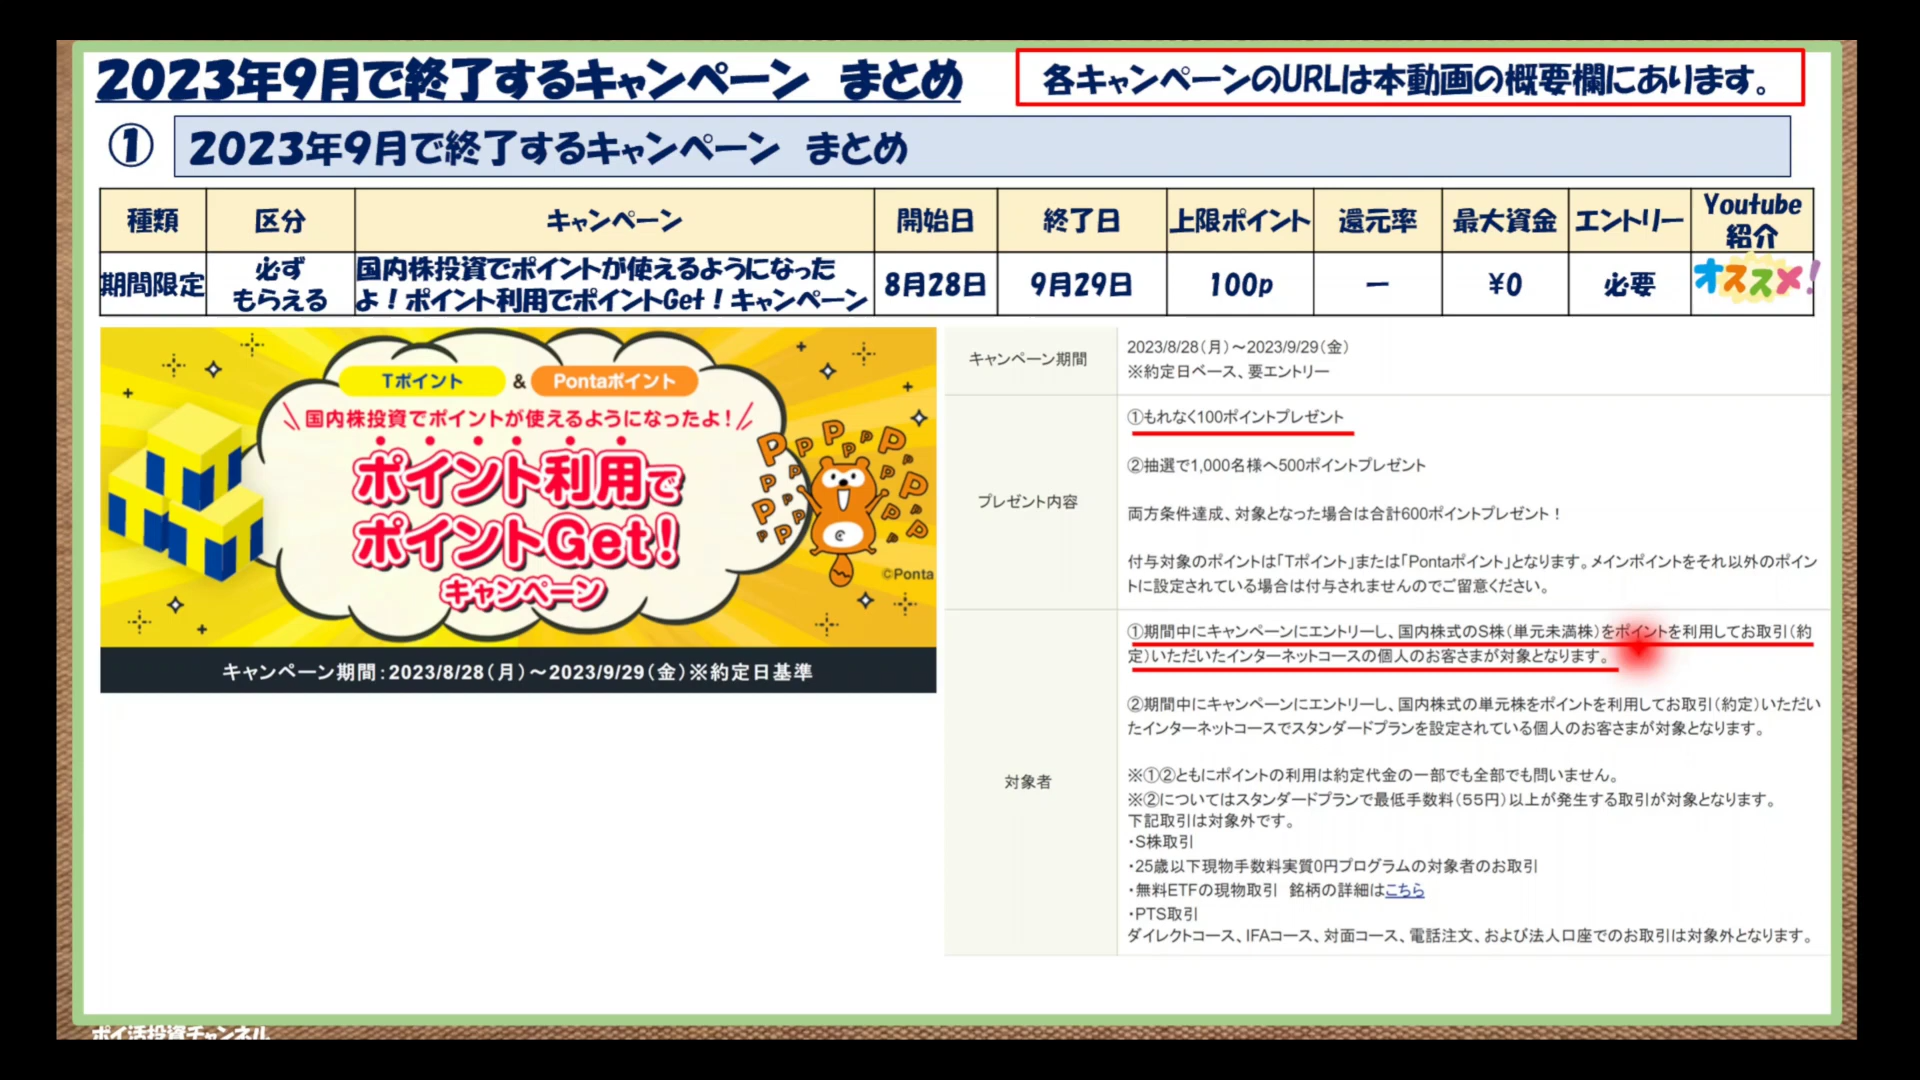 2023年9月で終了するキャンペーン まとめ
各キャンペーンのURLは本動画の概要欄にあります。
① 2023年9月で終了するキャンペーン まとめ
種類 区分 キャンペーン 開始日 終了日 上限ポイント 還元率 最大資金 エントリー Youtube紹介
期間限定 必ずもらえる 国内株投資でポイントが使えるようになったよ！ポイント利用でポイントGet！キャンペーン 8月28日 9月29日 100p ー ¥0 必要 オススメ!
Tポイント & Pontaポイント
国内株投資でポイントが使えるようになったよ！
ポイント利用で
ポイントGet!
キャンペーン
©Ponta
キャンペーン期間：2023/8/28（月）～2023/9/29（金）※約定日基準
キャンペーン期間
2023/8/28（月）～2023/9/29（金）
※約定日ベース、要エントリー
プレゼント内容
①もれなく100ポイントプレゼント
②抽選で1,000名様へ500ポイントプレゼント
両方条件達成、対象となった場合は合計600ポイントプレゼント！
付与対象のポイントは「Tポイント」または「Pontaポイント」となります。メインポイントをそれ以外のポイン
トに設定されている場合は付与されませんのでご留意ください。
対象者
①期間中にキャンペーンにエントリーし、国内株式のS株（単元未満株）をポイントを利用してお取引（約
定）いただいたインターネットコースの個人のお客さまが対象となります。
②期間中にキャンペーンにエントリーし、国内株式の単元株をポイントを利用してお取引（約定）いただい
たインターネットコースでスタンダードプランを設定されている個人のお客さまが対象となります。
※①②ともにポイントの利用は約定代金の一部でも全部でも問いません。
※②についてはスタンダードプランで最低手数料（55円）以上が発生する取引が対象となります。
下記取引は対象外です。
・S株取引
・25歳以下現物手数料実質0円プログラムの対象者のお取引
・無料ETFの現物取引 銘柄の詳細はこちら
・PTS取引
ダイレクトコース、IFAコース、対面コース、電話注文、および法人口座でのお取引は対象外となります。
ポイ活投資チャンネル